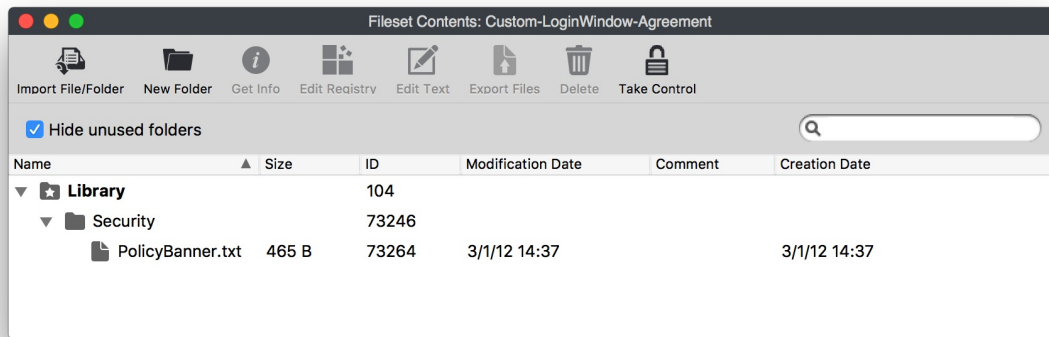 Fileset Contents: Custom-LoginWindow-Agreement
Import File/Folder New Folder Get Info Edit Registry Edit Text Export Files Delete Take Control
Hide unused folders
Name Size ID Modification Date Comment Creation Date
Library 104
Security 73246
PolicyBanner.txt 465 B 73264 3/1/12 14:37 3/1/12 14:37